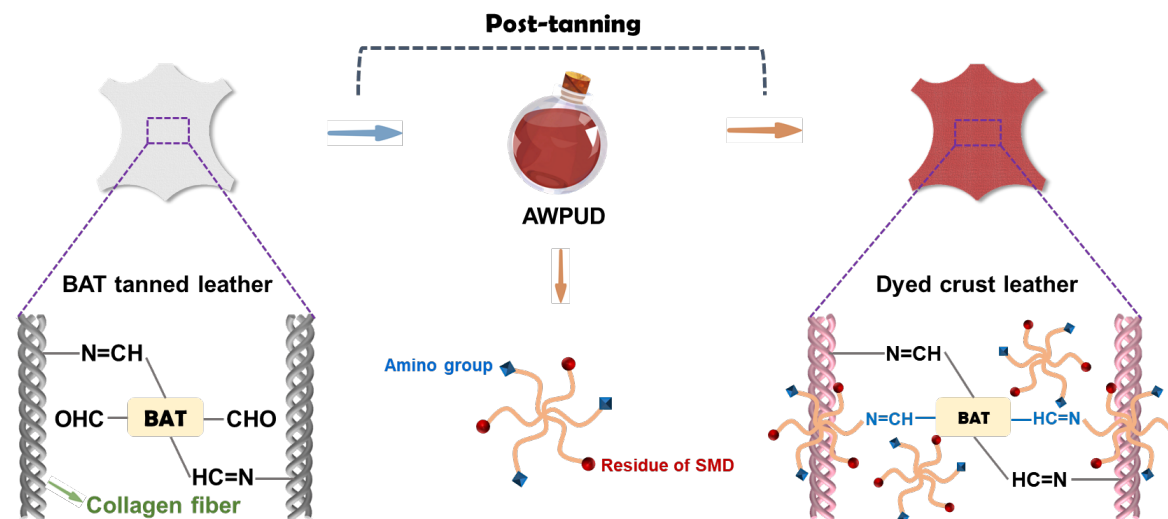 Post-tanning
AWPUD
BAT tanned leather
N=CH
OHC
BAT
CHO
HC=N
Collagen fiber
Amino group
Residue of SMD
Dyed crust leather
N=CH
N=CH
BAT
HC=N
HC=N